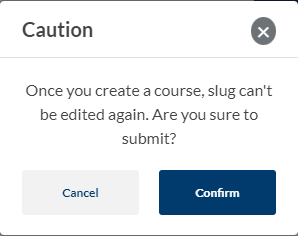 Caution
Once you create a course, slug can't
be edited again. Are you sure to
submit?
Cancel
Confirm